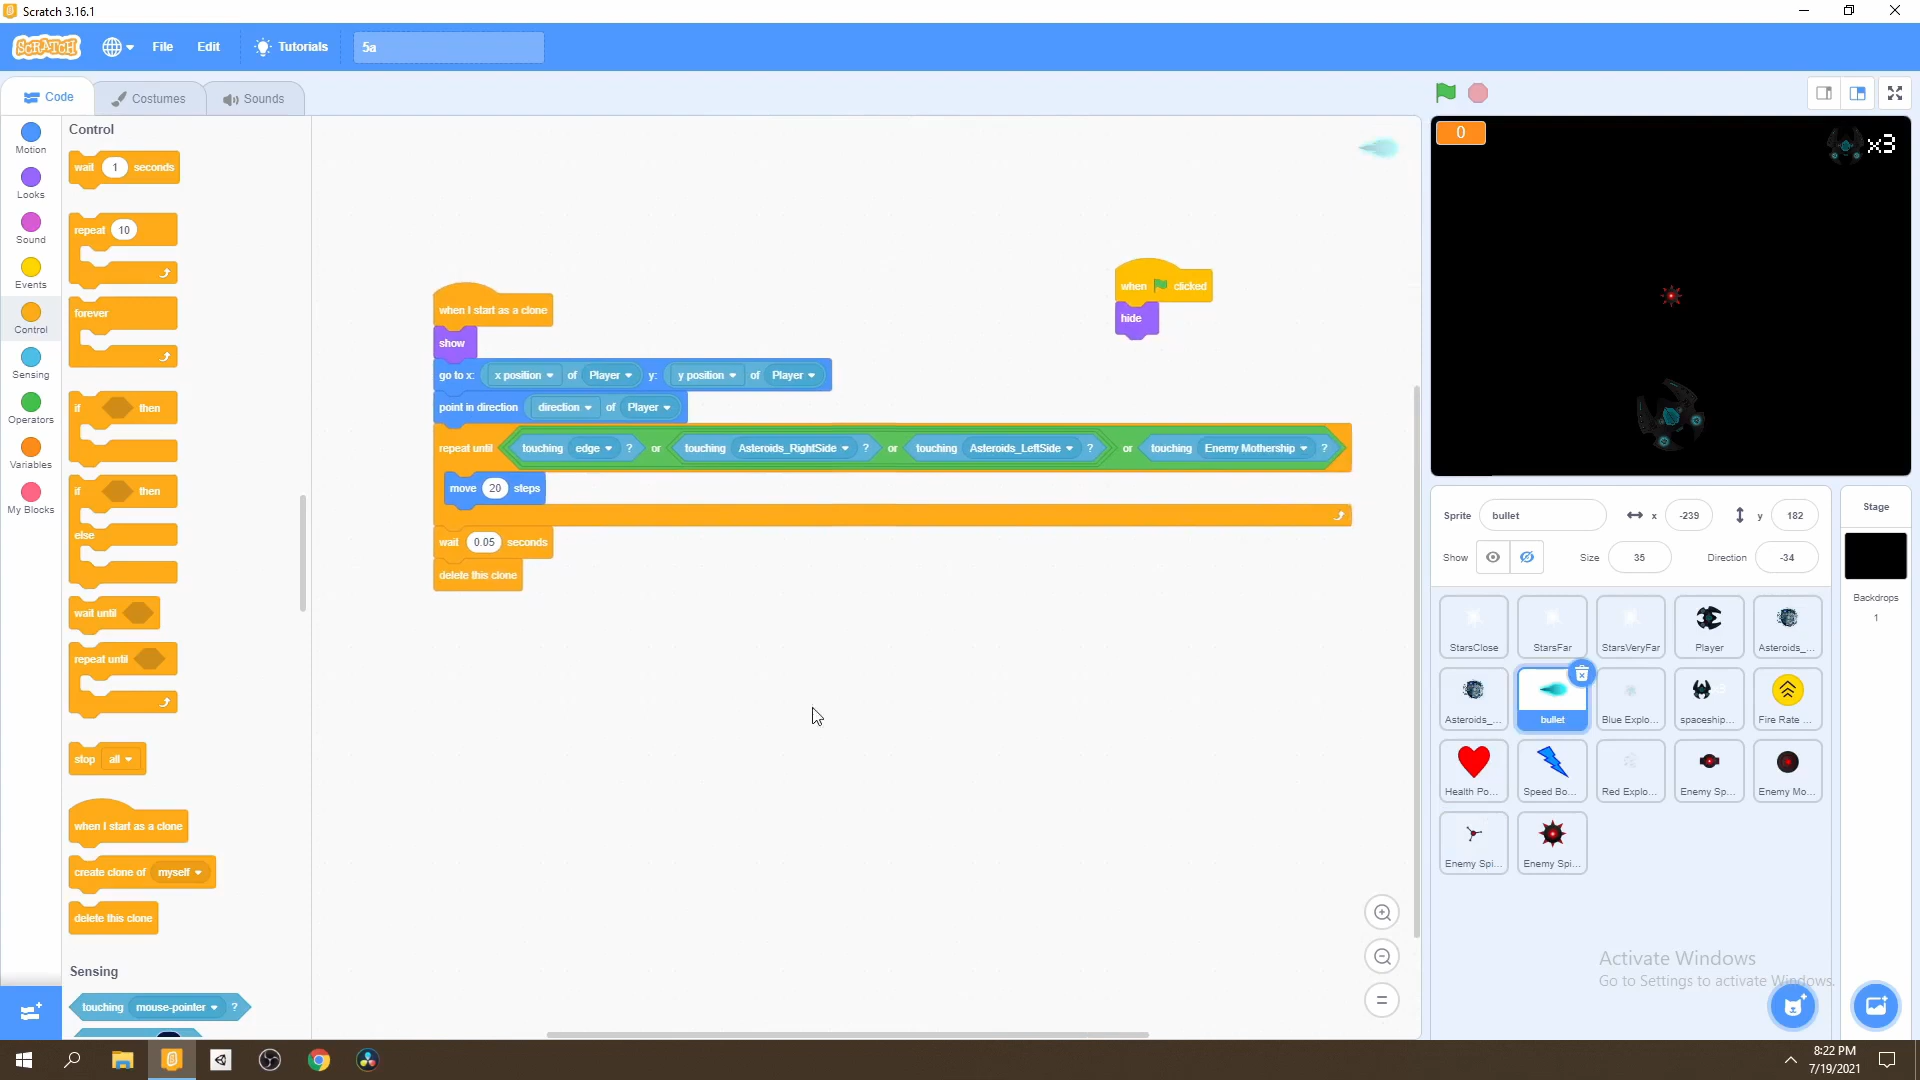 Scratch 3.16.1
SCRATCH File Edit Tutorials 5a
Code Costumes Sounds
Motion
Looks
Sound
Events
Control
Sensing
Operators
Variables
My Blocks
Control
wait 1 seconds
repeat 10
forever
if then
if then
else
wait until
repeat until
stop all
when I start as a clone
create clone of myself
delete this clone
Sensing
touching mouse-pointer ?
when I start as a clone
show
go to x: x position of Player y: y position of Player
point in direction direction of Player
repeat until touching edge ? or touching Asteroids_RightSide ? or touching Asteroids_LeftSide ? or touching Enemy Mothership ?
move 20 steps
wait 0.05 seconds
delete this clone
when clicked
hide
0
x3
Sprite bullet x -239 y 182
Show Size 35 Direction -34
StarsClose StarsFar StarsVeryFar Player Asteroids_...
Asteroids_... bullet Blue Explo... spaceship... Fire Rate ...
Health Po... Speed Bo... Red Explo... Enemy Sp... Enemy Mo...
Enemy Spi... Enemy Spi...
Stage
Backdrops
1
Activate Windows
Go to Settings to activate Windows.
8:22 PM
7/19/2021